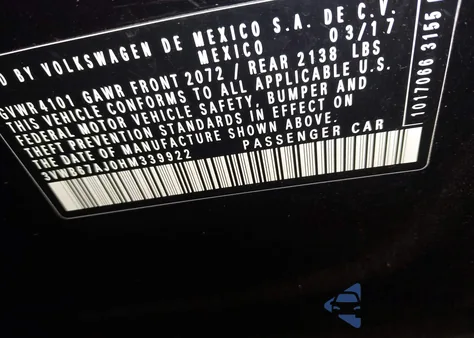 D BY VOLKSWAGEN DE MEXICO S.A. DE C.V.
MEXICO 03/17
GVWR4101 GAWR FRONT 2072 / REAR 2138 LBS
THIS VEHICLE CONFORMS TO ALL APPLICABLE U.S.
FEDERAL MOTOR VEHICLE SAFETY, BUMPER AND
THEFT PREVENTION STANDARDS IN EFFECT ON
THE DATE OF MANUFACTURE SHOWN ABOVE.
3VWB67AJ0HM339922 PASSENGER CAR
1017066 3155